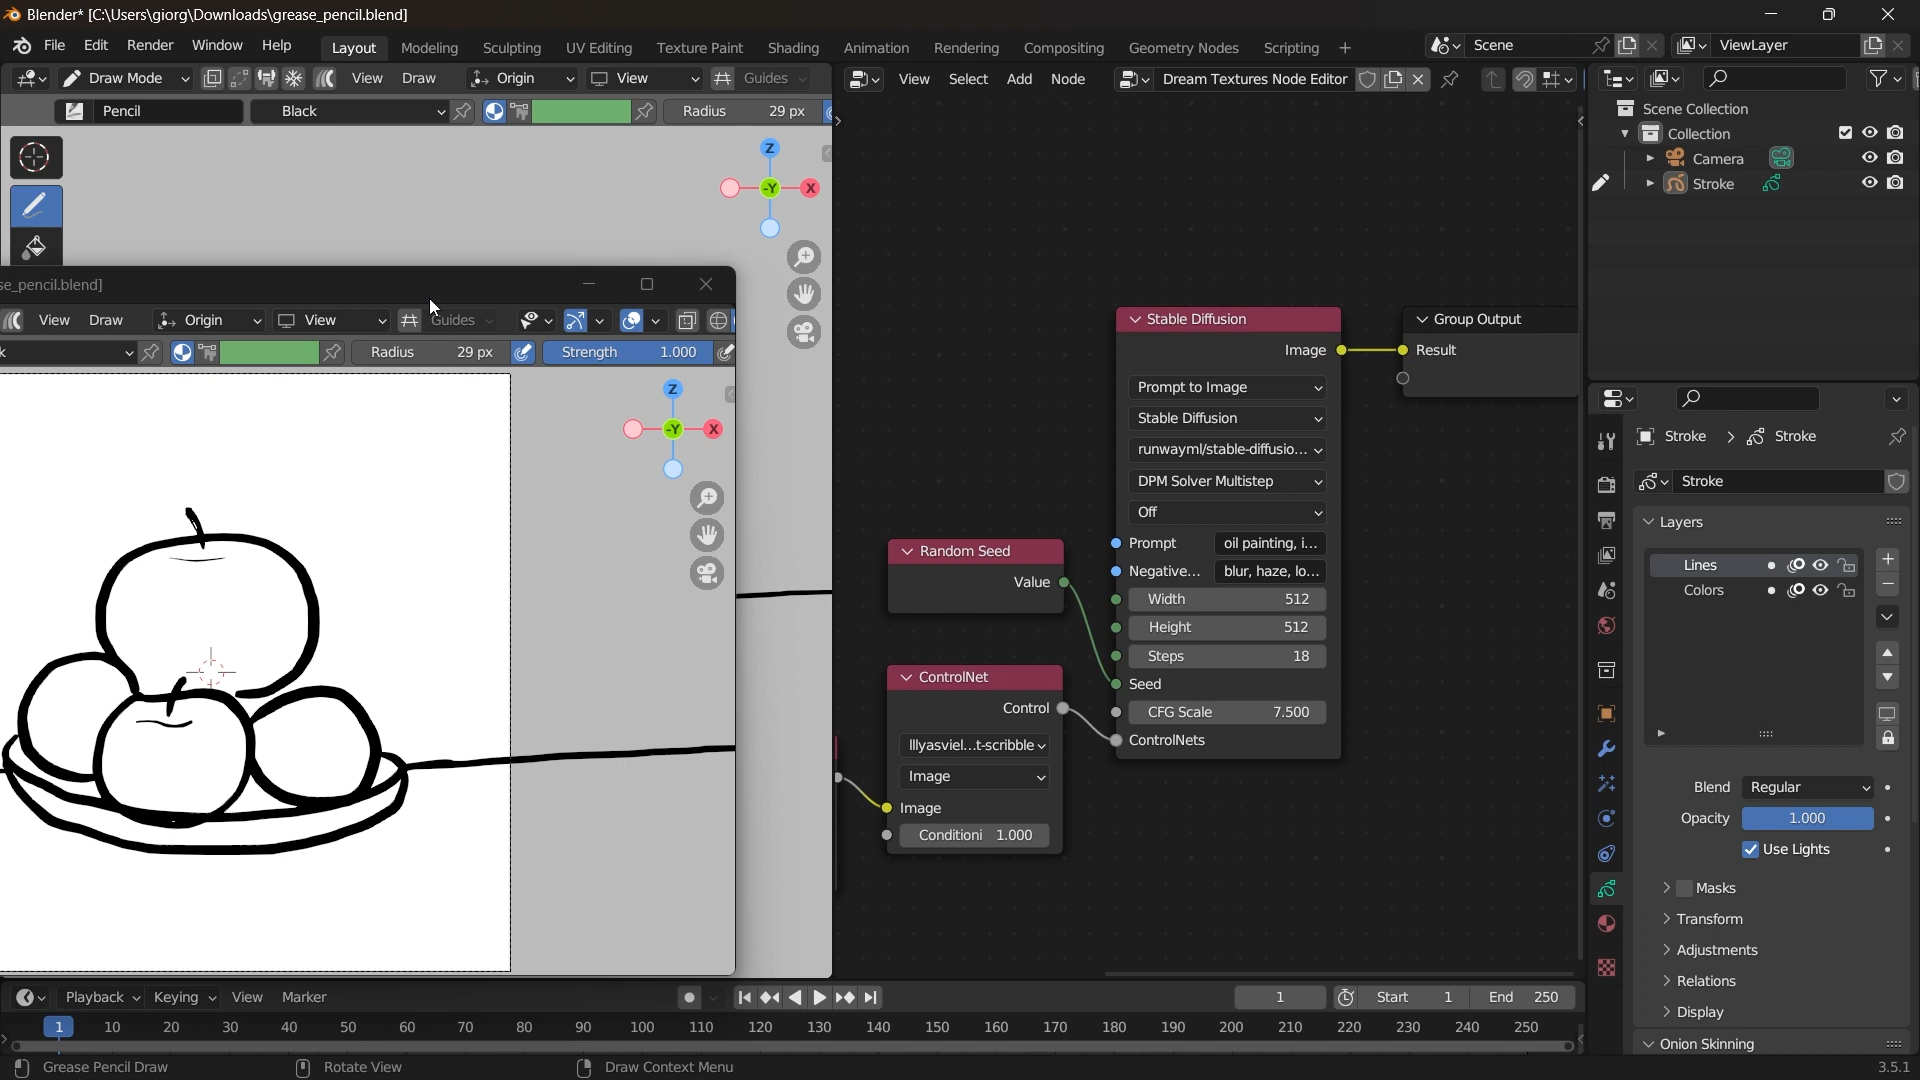 Blender* [C:\Users\giorg\Downloads\grease_pencil.blend]
File Edit Render Window Help Layout Modeling Sculpting UV Editing Texture Paint Shading Animation Rendering Compositing Geometry Nodes Scripting + Scene ViewLayer
Draw Mode View Draw Origin View Guides View Select Add Node Dream Textures Node Editor
Pencil Black Radius 29 px
Scene Collection
Collection
Camera
Stroke
Z
-Y X
se_pencil.blend]
View Draw Origin View Guides
k Radius 29 px Strength 1.000
Z
-Y X
Stable Diffusion
Image
Prompt to Image
Stable Diffusion
runwayml/stable-diffusio...
DPM Solver Multistep
Off
Prompt oil painting, i...
Negative... blur, haze, lo...
Width 512
Height 512
Steps 18
Seed
CFG Scale 7.500
ControlNets
Group Output
Result
Random Seed
Value
ControlNet
Control
lllyasviel...t-scribble
Image
Image
Conditioni 1.000
Stroke Stroke
Stroke
Layers
Lines
Colors
Blend Regular
Opacity 1.000
Use Lights
Masks
Transform
Adjustments
Relations
Display
Onion Skinning
Playback Keying View Marker 1 Start 1 End 250
1 10 20 30 40 50 60 70 80 90 100 110 120 130 140 150 160 170 180 190 200 210 220 230 240 250
Grease Pencil Draw Rotate View Draw Context Menu 3.5.1